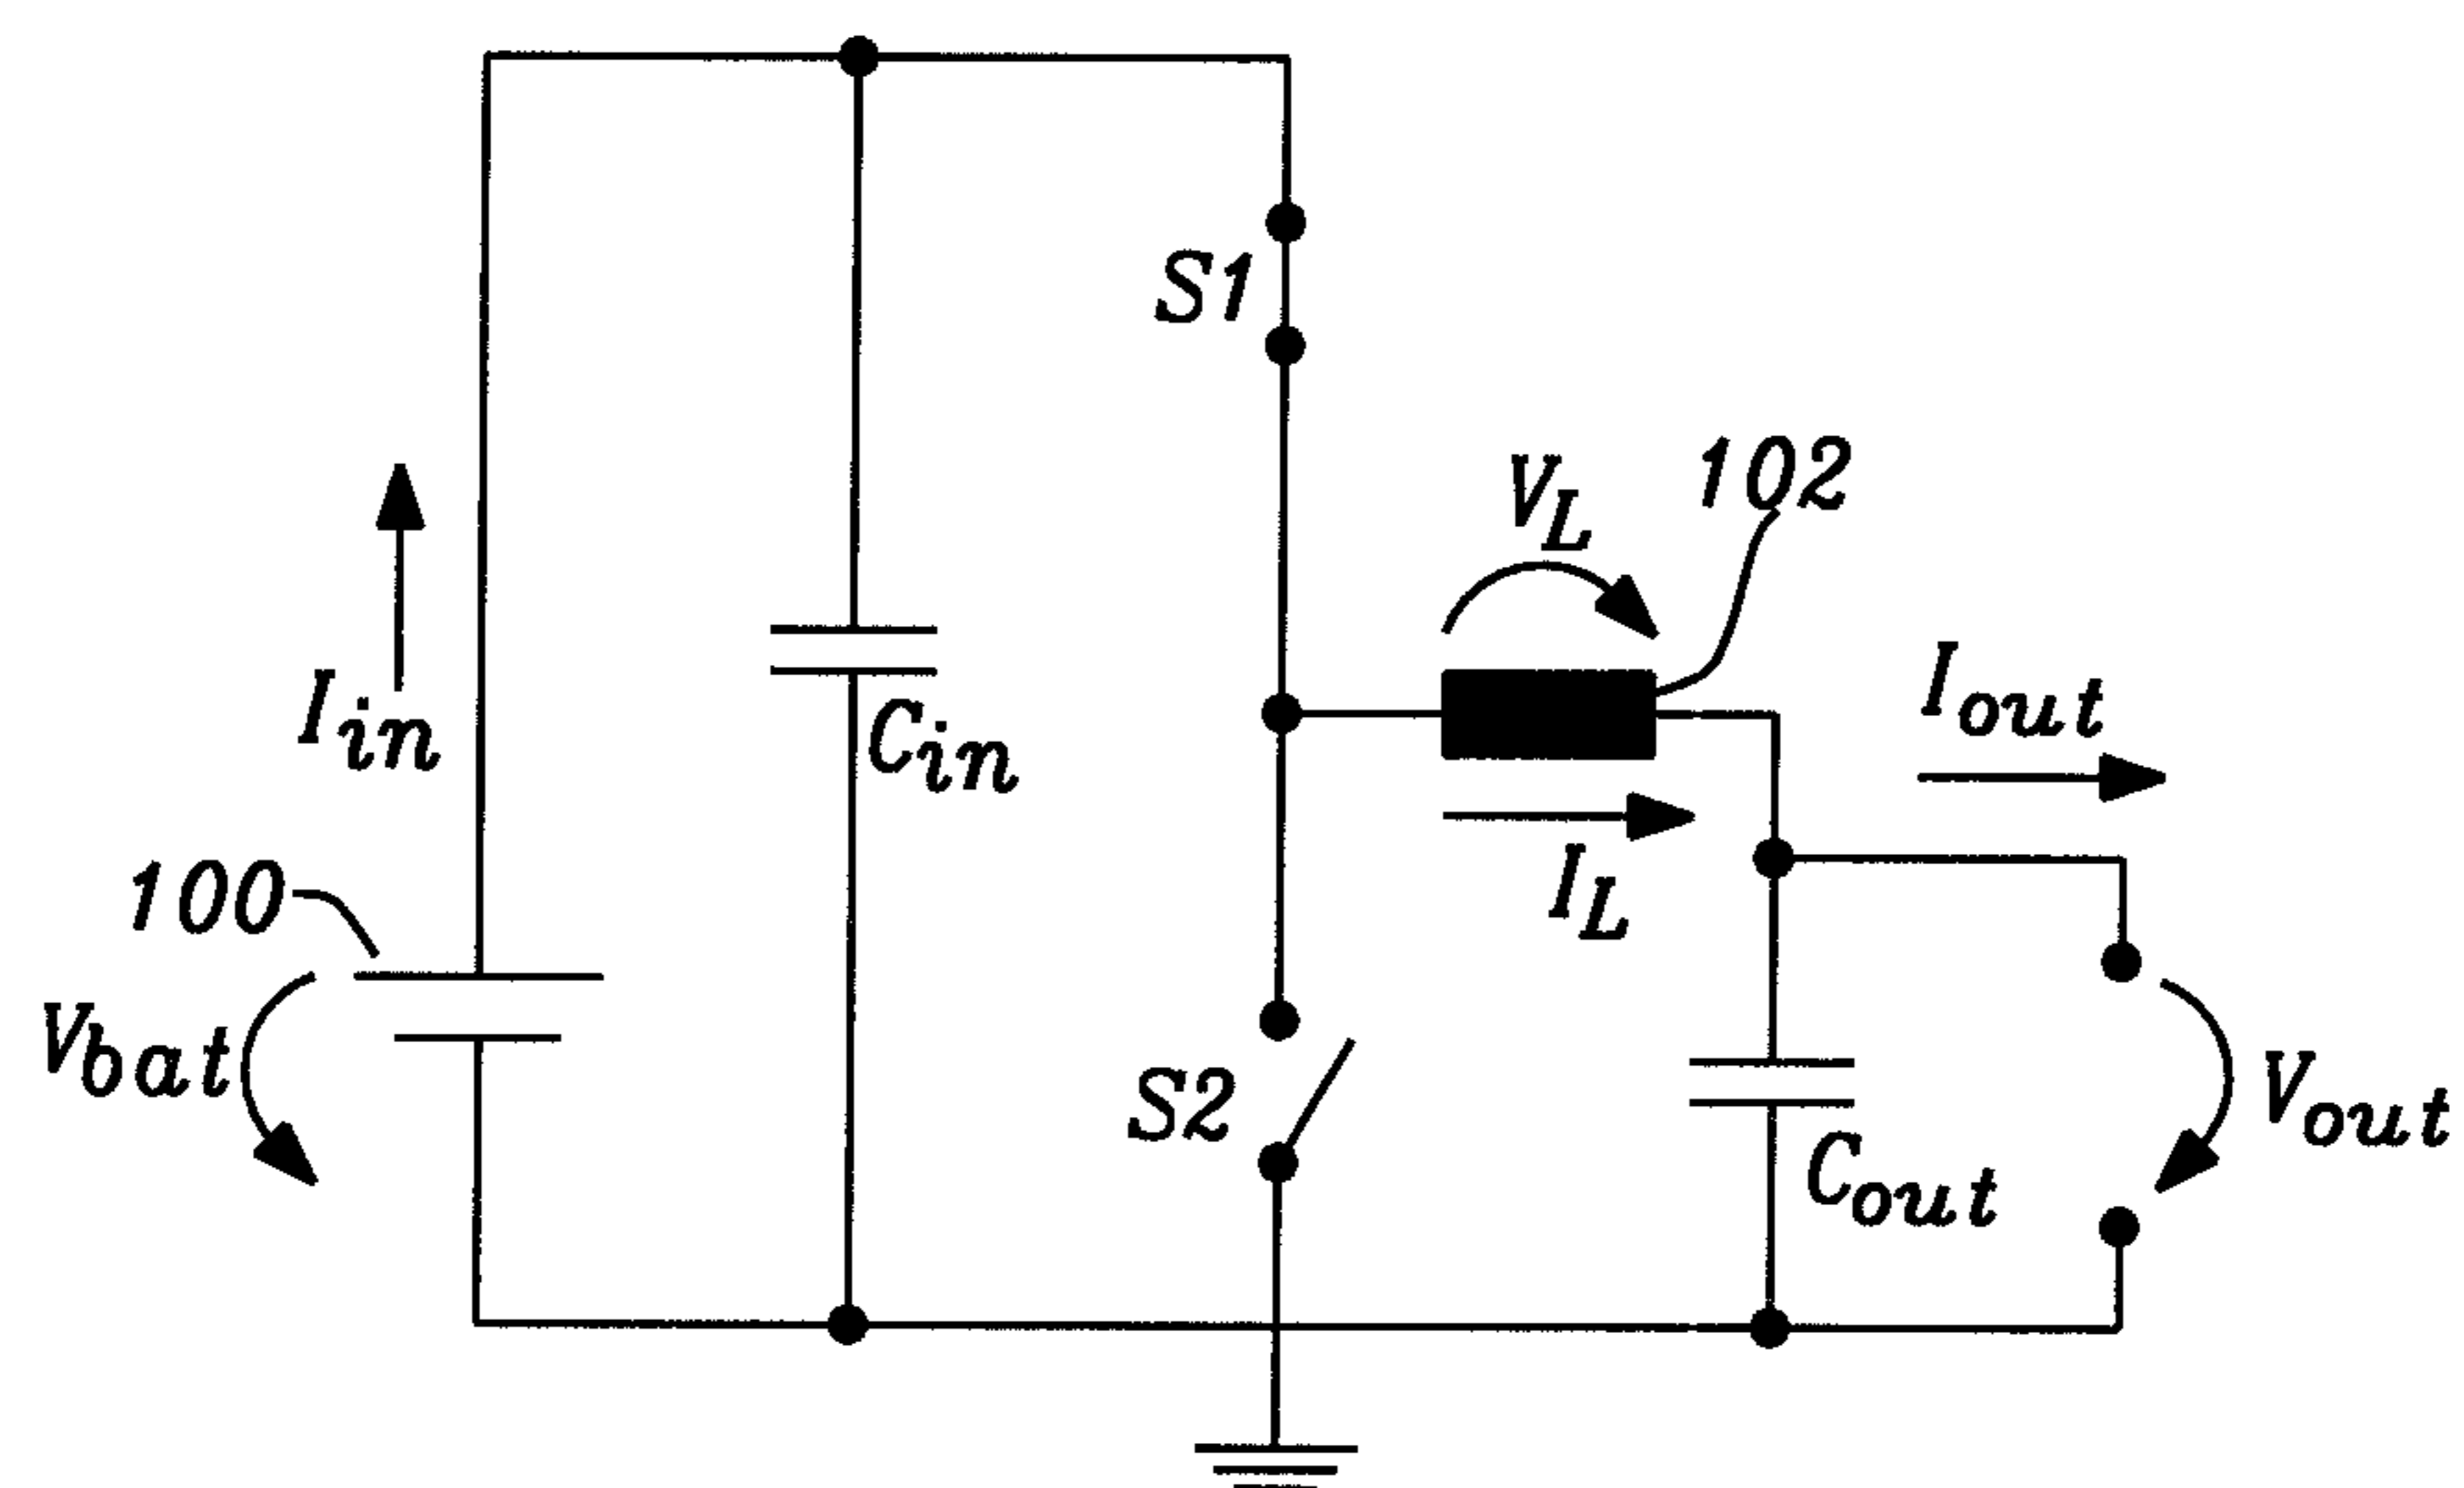 S1
V_L
102
I_in
C_in
I_out
I_L
100
V_bat
S2
C_out
V_out